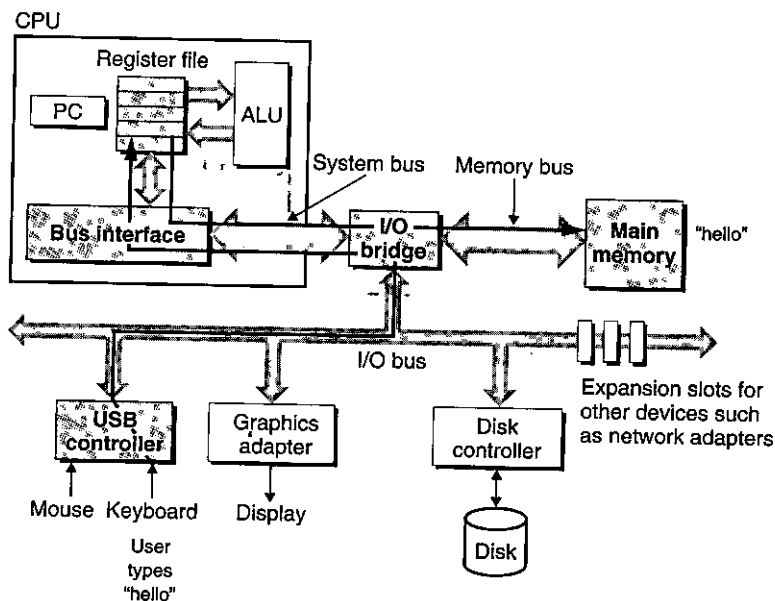 CPU
Register file
PC
ALU
System bus
Memory bus
Bus interface
I/O
bridge
Main
memory
"hello"
I/O bus
Expansion slots for
other devices such
as network adapters
USB
controller
Graphics
adapter
Disk
controller
Mouse
Keyboard
Display
Disk
User
types
"hello"